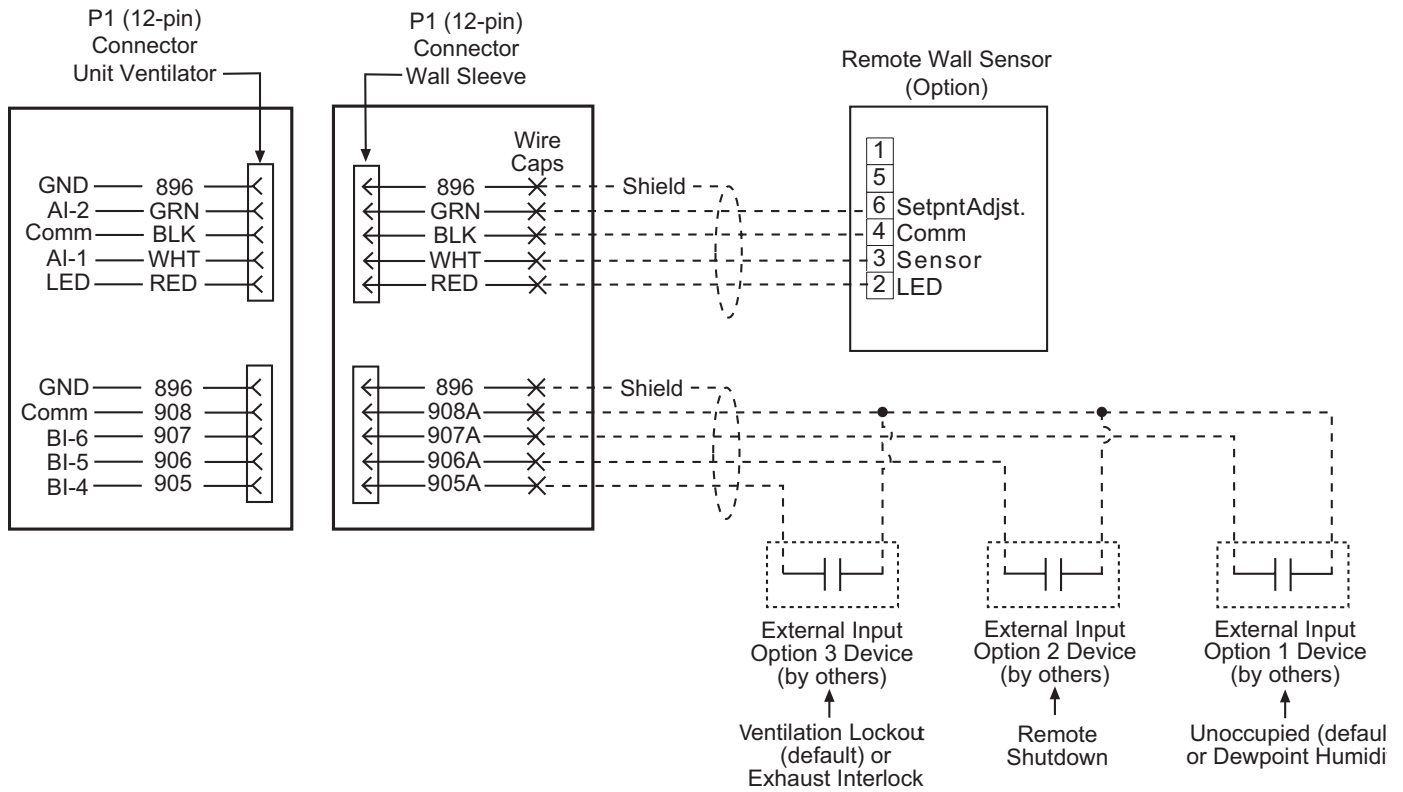 P1 (12-pin)
Connector
Unit Ventilator
P1 (12-pin)
Connector
Wall Sleeve
Remote Wall Sensor
(Option)
Wire
Caps
GND 896
AI-2 GRN
Comm BLK
AI-1 WHT
LED RED
896 Shield
GRN
BLK
WHT
RED
1
5
6 SetpntAdjst.
4 Comm
3 Sensor
2 LED
GND 896
Comm 908
BI-6 907
BI-5 906
BI-4 905
896 Shield
908A
907A
906A
905A
External Input
Option 3 Device
(by others)
Ventilation Lockout
(default) or
Exhaust Interlock
External Input
Option 2 Device
(by others)
Remote
Shutdown
External Input
Option 1 Device
(by others)
Unoccupied (defaul
or Dewpoint Humidi